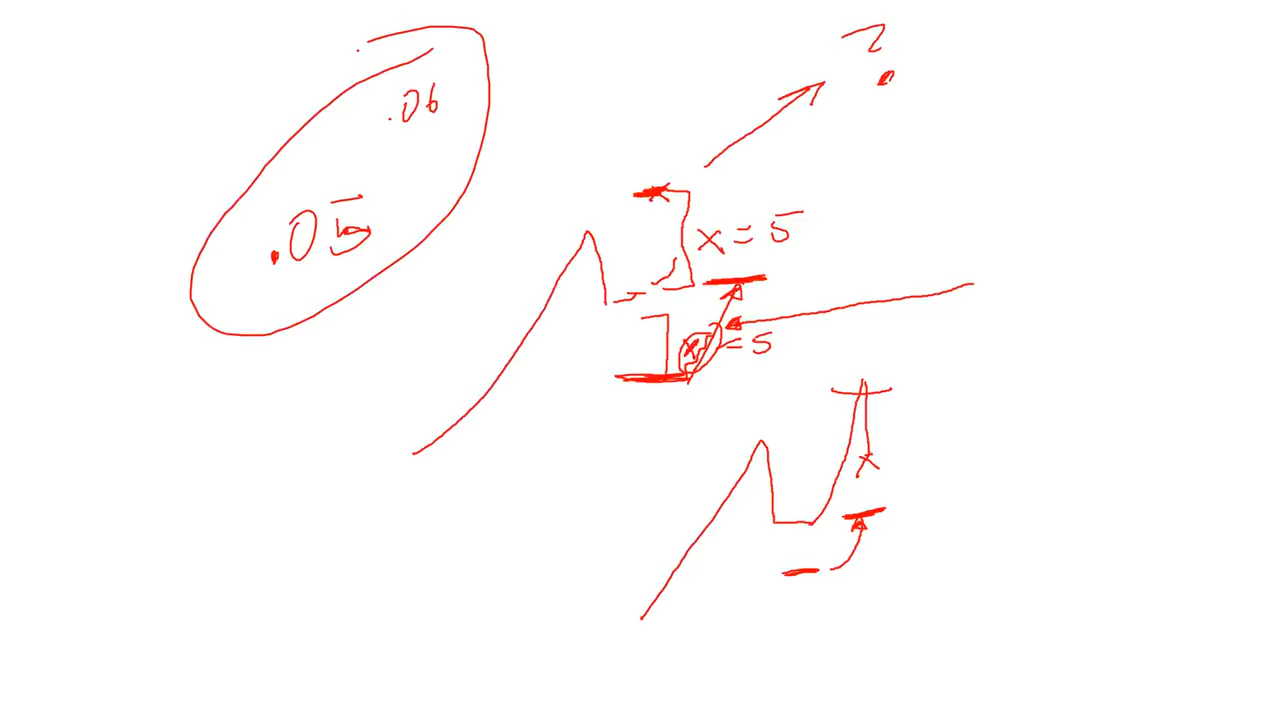 ?
.06
.05
x = 5
x = 5
x